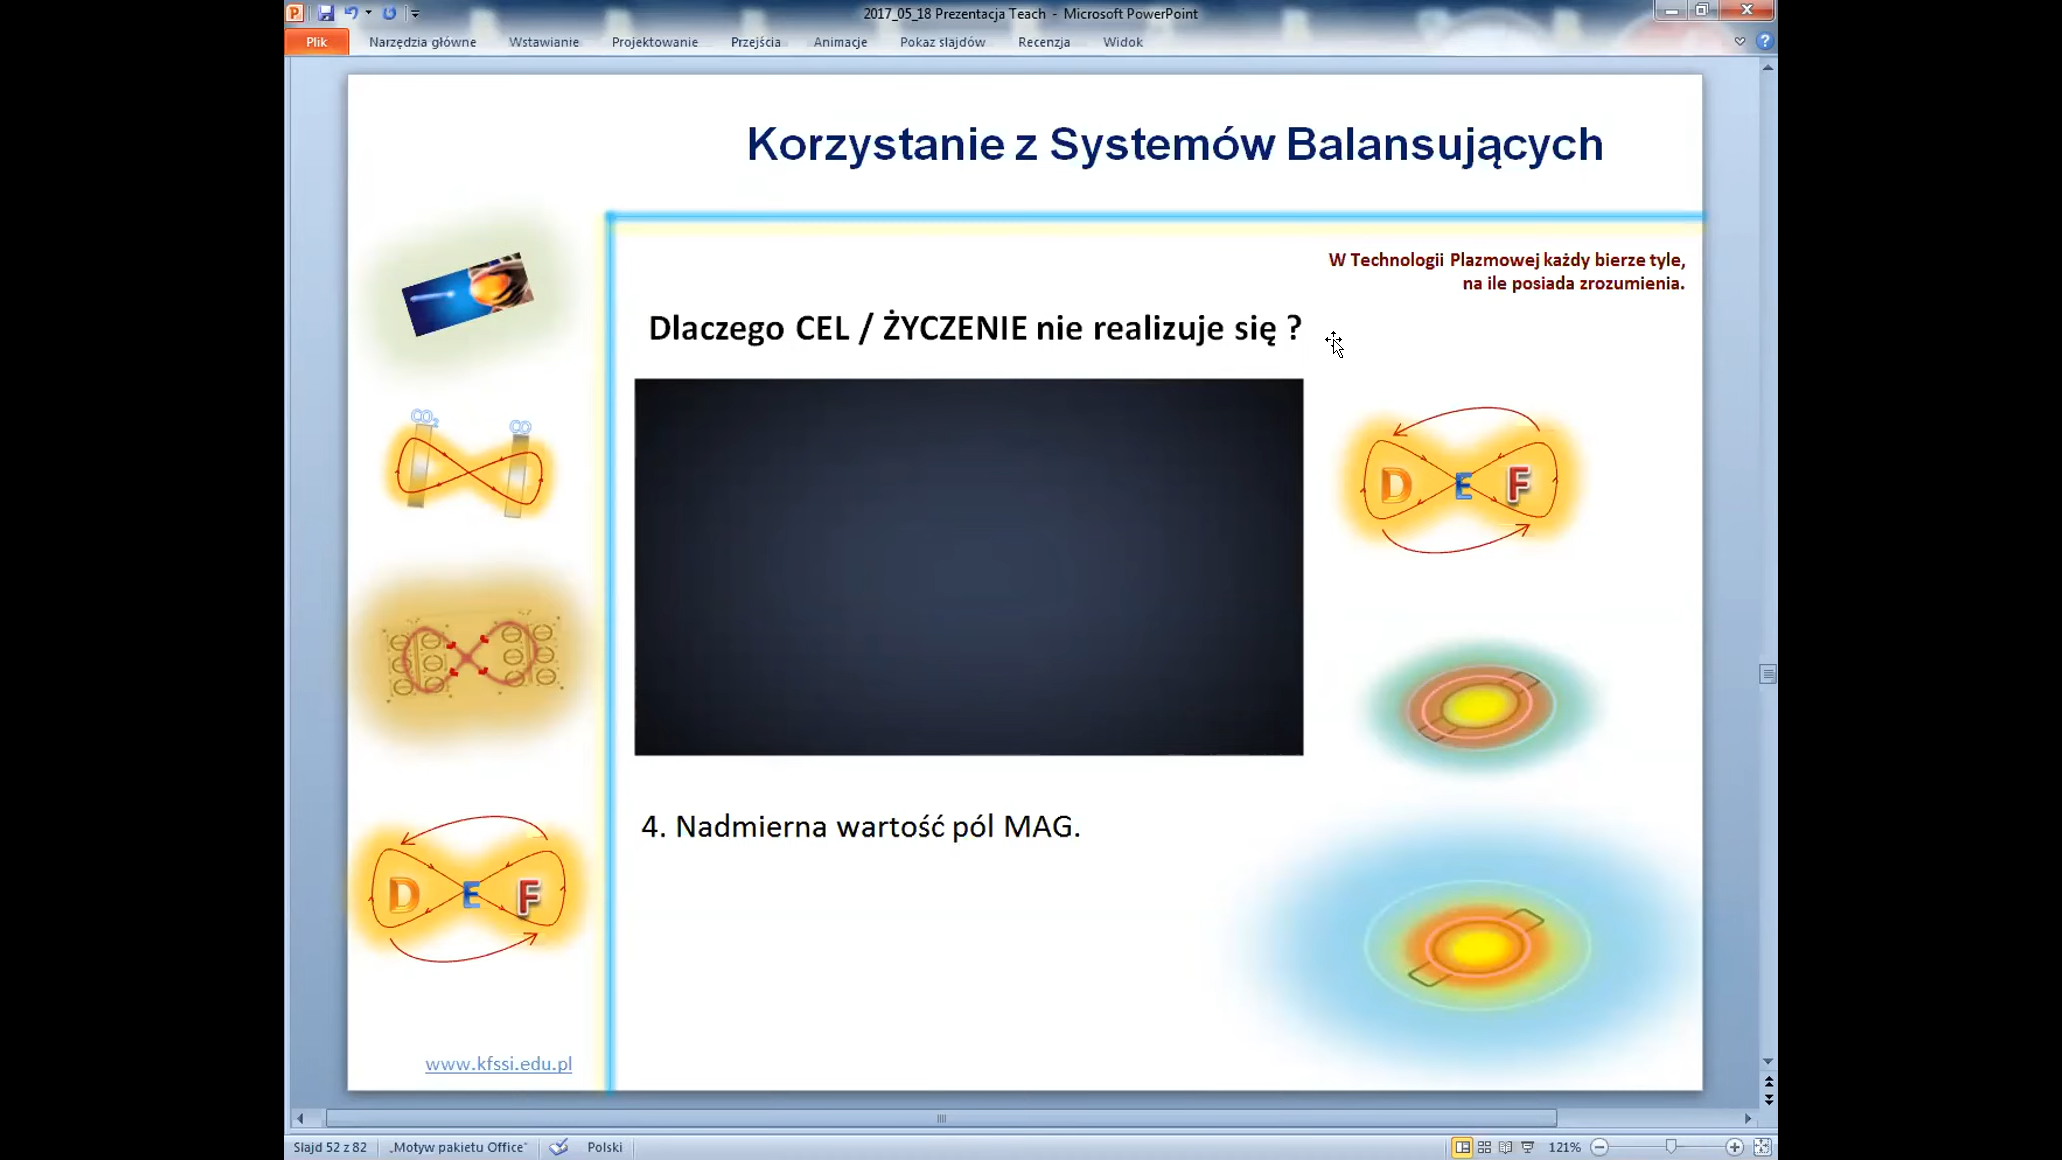 2017_05_18 Prezentacja Teach - Microsoft PowerPoint
Plik Narzędzia główne Wstawianie Projektowanie Przejścia Animacje Pokaz slajdów Recenzja Widok
Korzystanie z Systemów Balansujących
W Technologii Plazmowej każdy bierze tyle,
na ile posiada zrozumienia.
Dlaczego CEL / ŻYCZENIE nie realizuje się ?
CO2 CO
D E F
4. Nadmierna wartość pól MAG.
D E F
www.kfssi.edu.pl
Slajd 52 z 82 „Motyw pakietu Office" Polski 121%